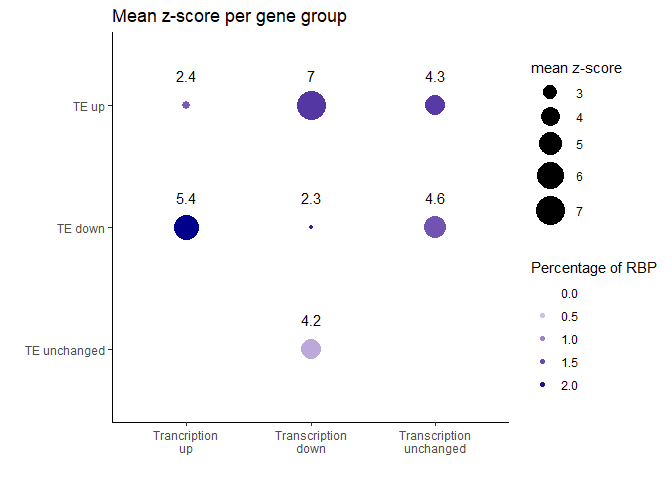 Mean z-score per gene group
2.4
7
4.3
TE up
5.4
2.3
4.6
TE down
4.2
TE unchanged
Trancription
up
Transcription
down
Transcription
unchanged
mean z-score
3
4
5
6
7
Percentage of RBP
0.0
0.5
1.0
1.5
2.0